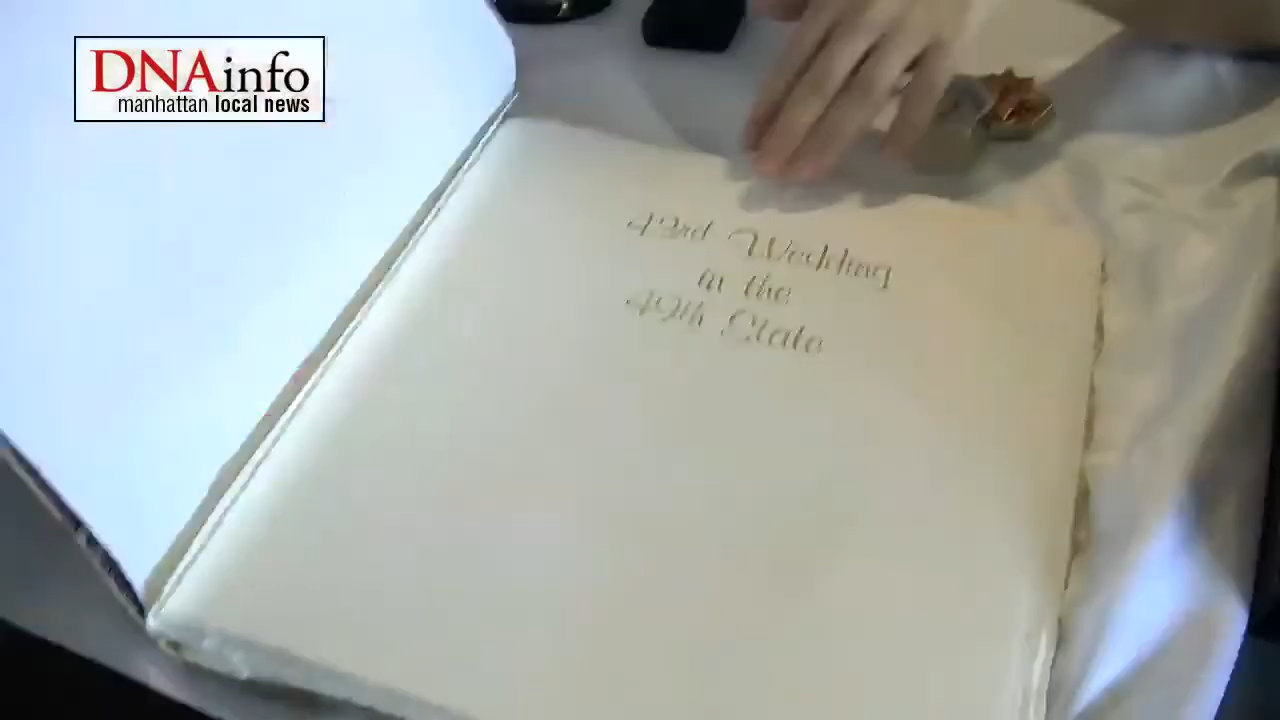 DNAinfo
manhattan local news
43rd Wedding
in the
49th State